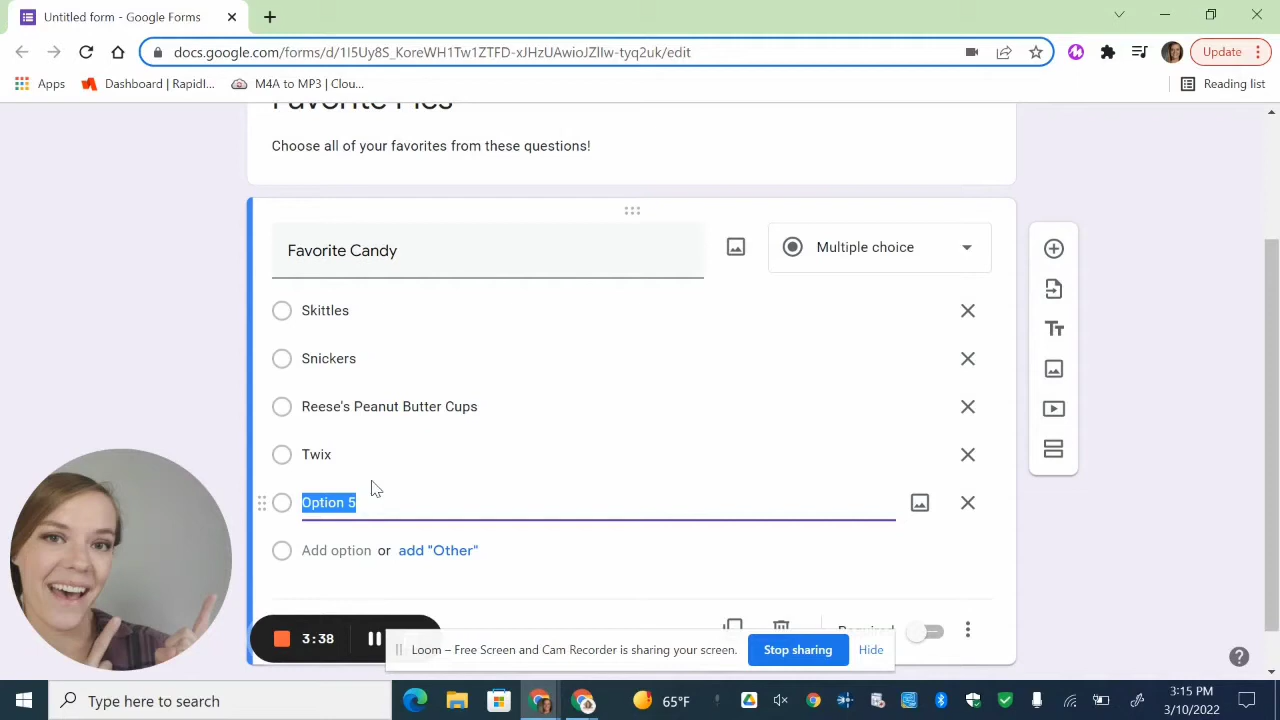 Untitled form - Google Forms
docs.google.com/forms/d/1I5Uy8S_KoreWH1Tw1ZTFD-xJHzUAwioJZIlw-tyq2uk/edit
Update
Apps
Dashboard | Rapidl...
M4A to MP3 | Clou...
Reading list
Favorite Pics
Choose all of your favorites from these questions!
Favorite Candy
Multiple choice
Skittles
Snickers
Reese's Peanut Butter Cups
Twix
Option 5
Add option or add "Other"
Required
3:38
Loom – Free Screen and Cam Recorder is sharing your screen.
Stop sharing
Hide
Type here to search
65°F
3:15 PM
3/10/2022